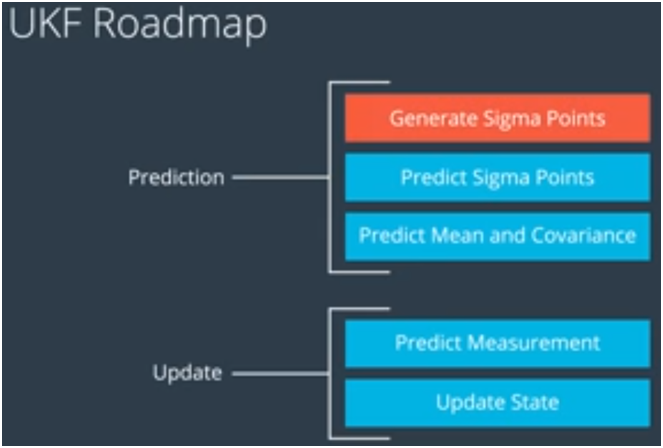 UKF Roadmap
Prediction
Generate Sigma Points
Predict Sigma Points
Predict Mean and Covariance
Update
Predict Measurement
Update State